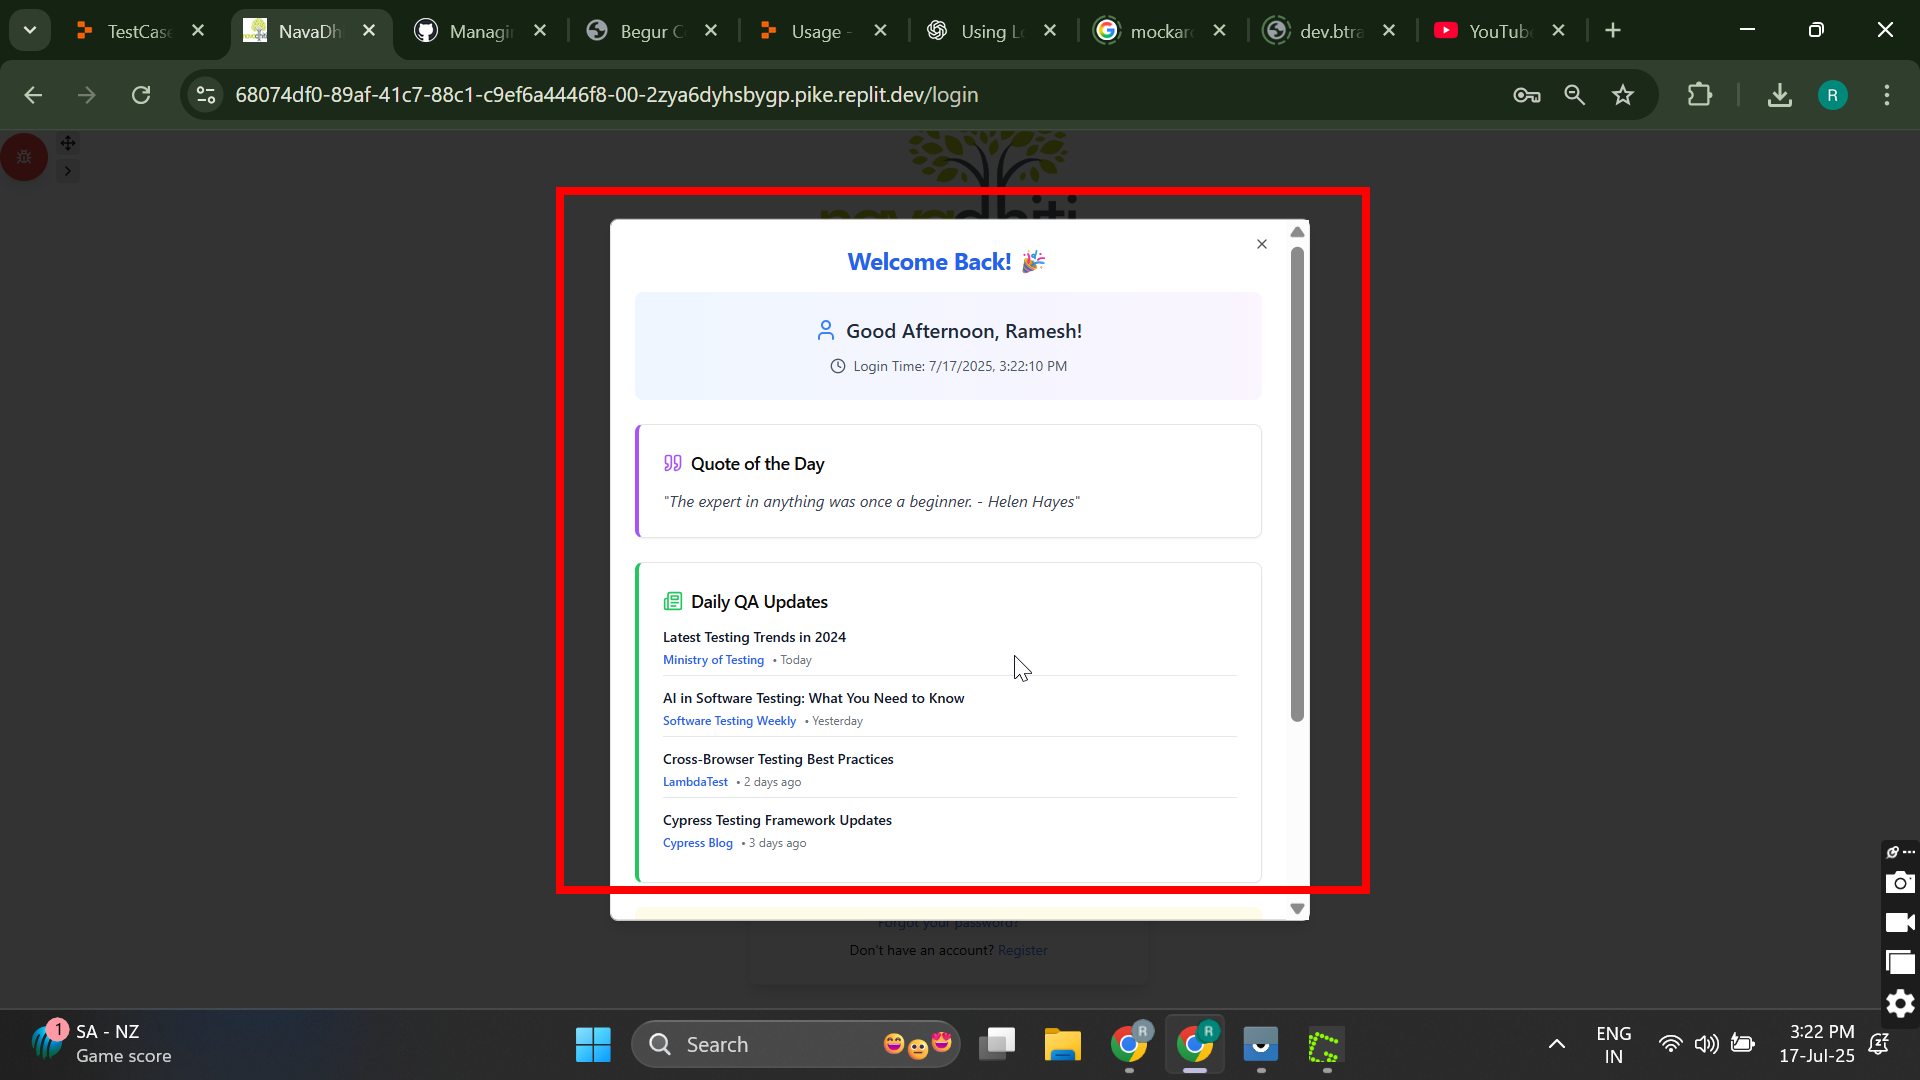 TestCase
NavaDh
Managin
Begur C
Usage -
Using L
mockar
dev.btra
YouTube
68074df0-89af-41c7-88c1-c9ef6a4446f8-00-2zya6dyhsbygp.pike.replit.dev/login
R
navadhiti
Welcome Back! 🎉
Good Afternoon, Ramesh!
Login Time: 7/17/2025, 3:22:10 PM
Quote of the Day
"The expert in anything was once a beginner. - Helen Hayes"
Daily QA Updates
Latest Testing Trends in 2024
Ministry of Testing • Today
AI in Software Testing: What You Need to Know
Software Testing Weekly • Yesterday
Cross-Browser Testing Best Practices
LambdaTest • 2 days ago
Cypress Testing Framework Updates
Cypress Blog • 3 days ago
Forgot your password?
Don't have an account? Register
1
SA - NZ
Game score
Search
R
R
ENG
IN
3:22 PM
17-Jul-25